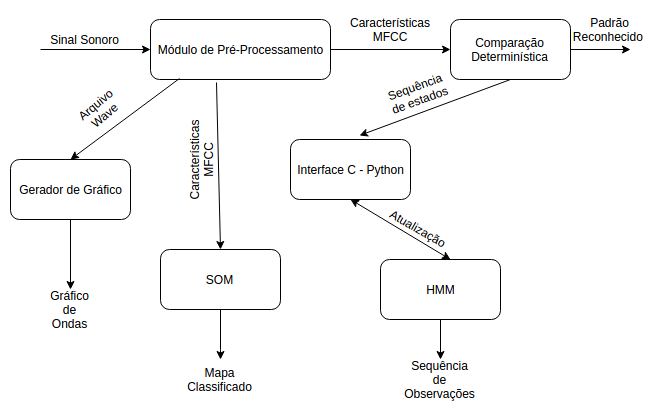 Sinal Sonoro
Módulo de Pré-Processamento
Características
MFCC
Comparação
Determinística
Padrão
Reconhecido
Arquivo
Wave
Características
MFCC
Sequência
de estados
Gerador de Gráfico
Interface C - Python
Atualização
SOM
HMM
Gráfico
de
Ondas
Mapa
Classificado
Sequência
de
Observações